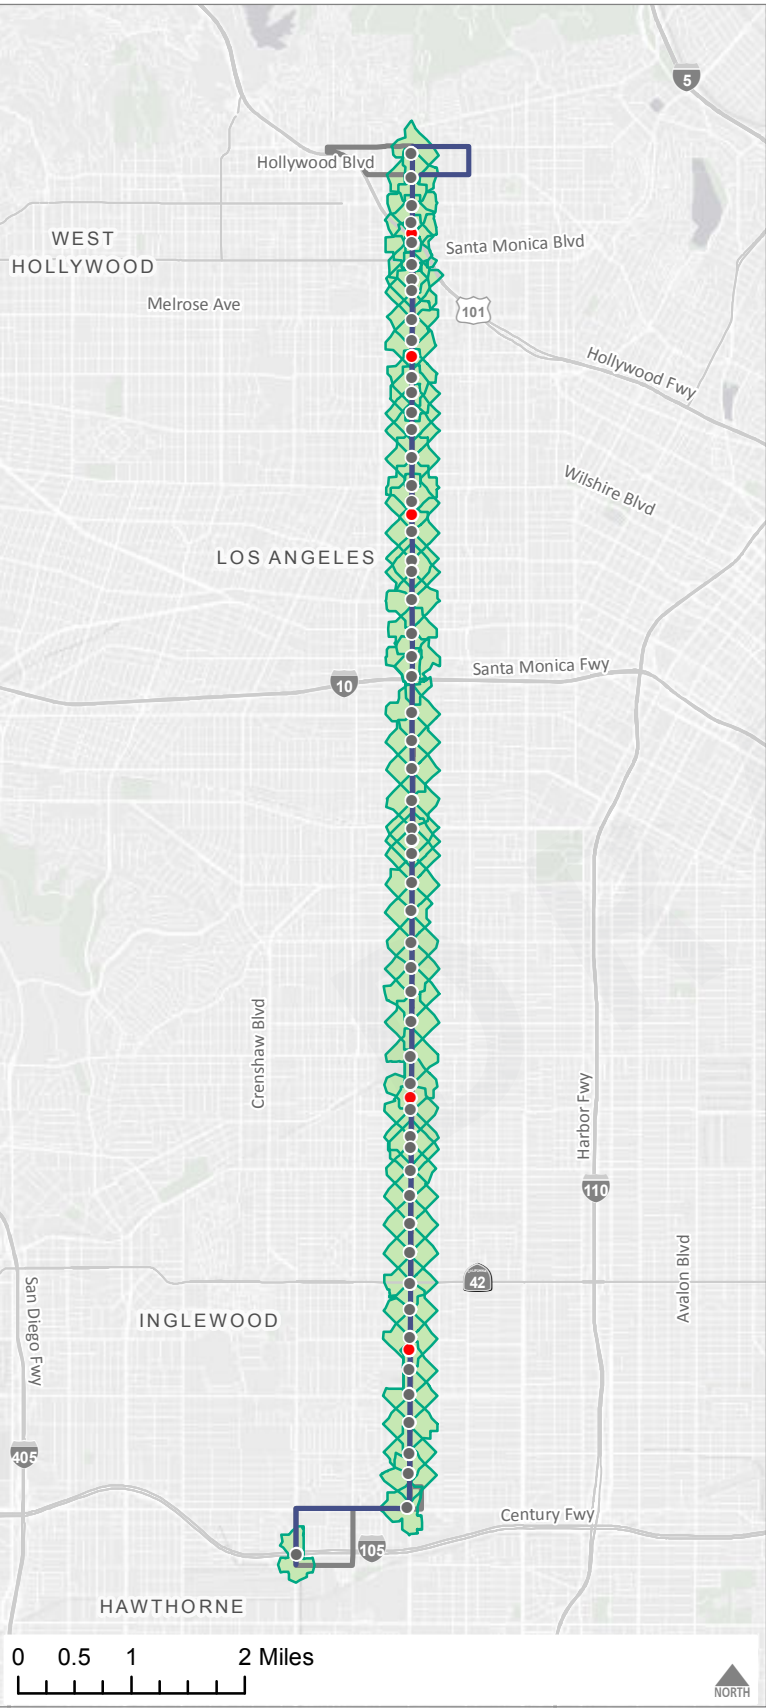 5
Hollywood Blvd
WEST
HOLLYWOOD
Santa Monica Blvd
Melrose Ave
101
Hollywood Fwy
Wilshire Blvd
LOS ANGELES
Santa Monica Fwy
10
Crenshaw Blvd
Harbor Fwy
110
Avalon Blvd
42
San Diego Fwy
INGLEWOOD
405
Century Fwy
105
HAWTHORNE
0 0.5 1 2 Miles
NORTH